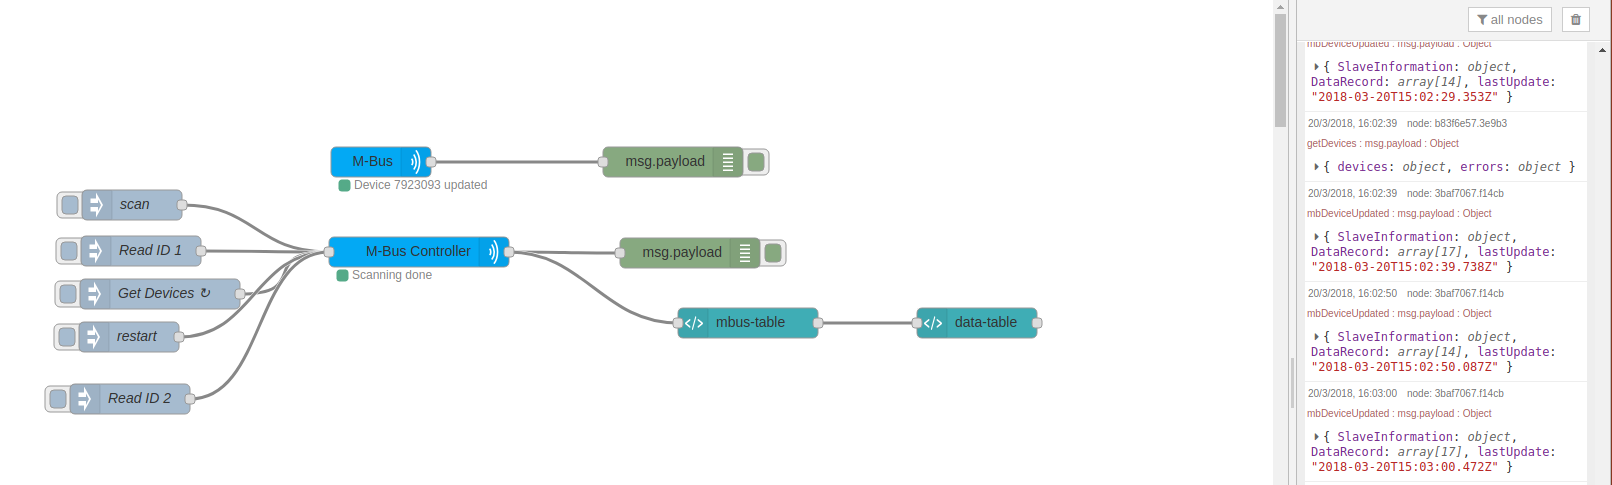 M-Bus
msg.payload
Device 7923093 updated
scan
Read ID 1
M-Bus Controller
msg.payload
Scanning done
Get Devices ↻
restart
mbus-table
data-table
Read ID 2
all nodes
mbDeviceUpdated : msg.payload : Object
{ SlaveInformation: object,
DataRecord: array[14], lastUpdate:
"2018-03-20T15:02:29.353Z" }
20/3/2018, 16:02:39 node: b83f6e57.3e9b3
getDevices : msg.payload : Object
{ devices: object, errors: object }
20/3/2018, 16:02:39 node: 3baf7067.f14cb
mbDeviceUpdated : msg.payload : Object
{ SlaveInformation: object,
DataRecord: array[17], lastUpdate:
"2018-03-20T15:02:39.738Z" }
20/3/2018, 16:02:50 node: 3baf7067.f14cb
mbDeviceUpdated : msg.payload : Object
{ SlaveInformation: object,
DataRecord: array[14], lastUpdate:
"2018-03-20T15:02:50.087Z" }
20/3/2018, 16:03:00 node: 3baf7067.f14cb
mbDeviceUpdated : msg.payload : Object
{ SlaveInformation: object,
DataRecord: array[17], lastUpdate:
"2018-03-20T15:03:00.472Z" }